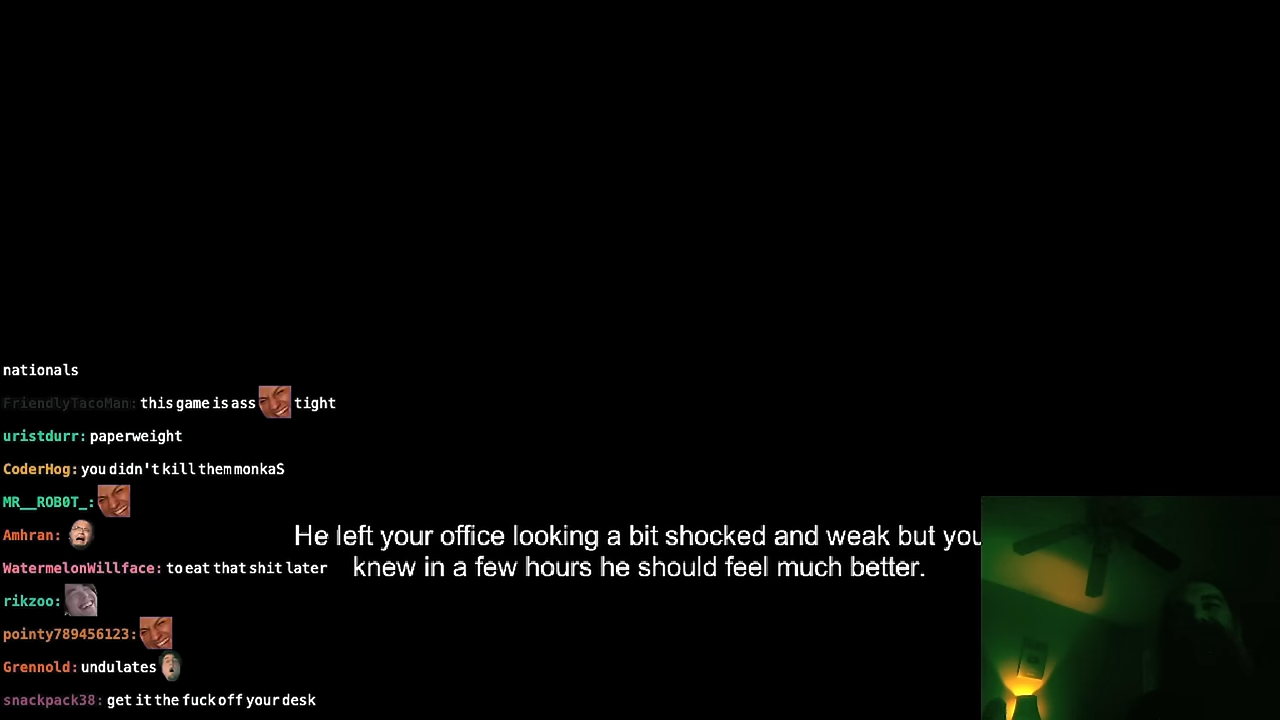 nationals
FriendlyTacoMan: this game is ass tight
uristdurr: paperweight
CoderHog: you didn't kill them monkaS
MR__ROB0T_:
Amhran:
WatermelonWillface: to eat that shit later
rikzoo:
pointy789456123:
Grennold: undulates
snackpack38: get it the fuck off your desk
He left your office looking a bit shocked and weak but you
knew in a few hours he should feel much better.